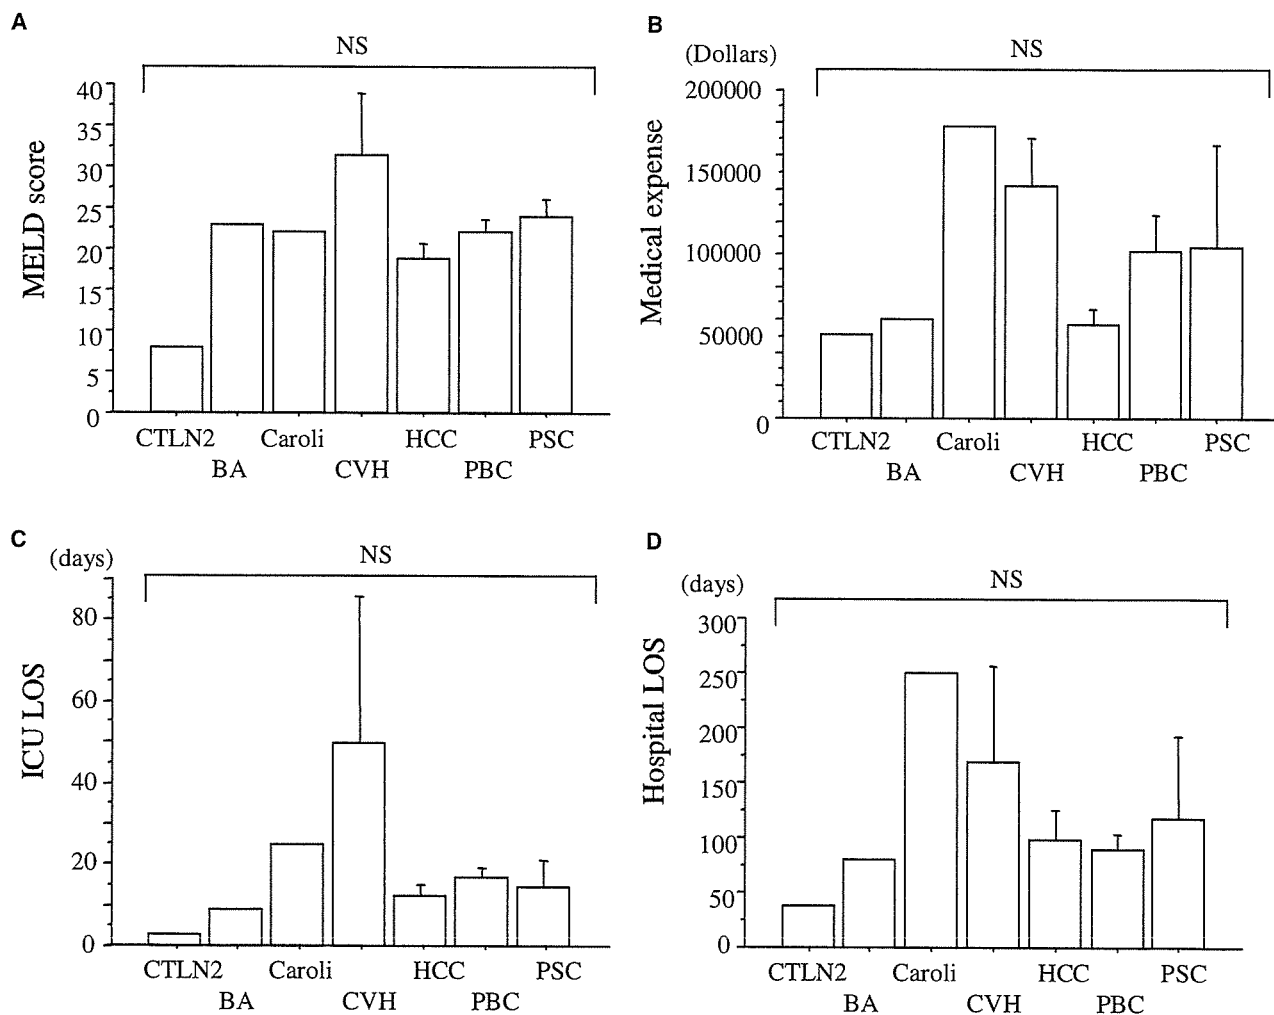 A
NS
MELD score
40
35
30
25
20
15
10
5
0
CTLN2 Caroli HCC PSC
BA CVH PBC
B
(Dollars)
NS
Medical expense
200000
150000
100000
50000
0
CTLN2 Caroli HCC PSC
BA CVH PBC
C
(days)
NS
ICU LOS
80
60
40
20
0
CTLN2 Caroli HCC PSC
BA CVH PBC
D
(days)
NS
Hospital LOS
300
250
200
150
100
50
0
CTLN2 Caroli HCC PSC
BA CVH PBC